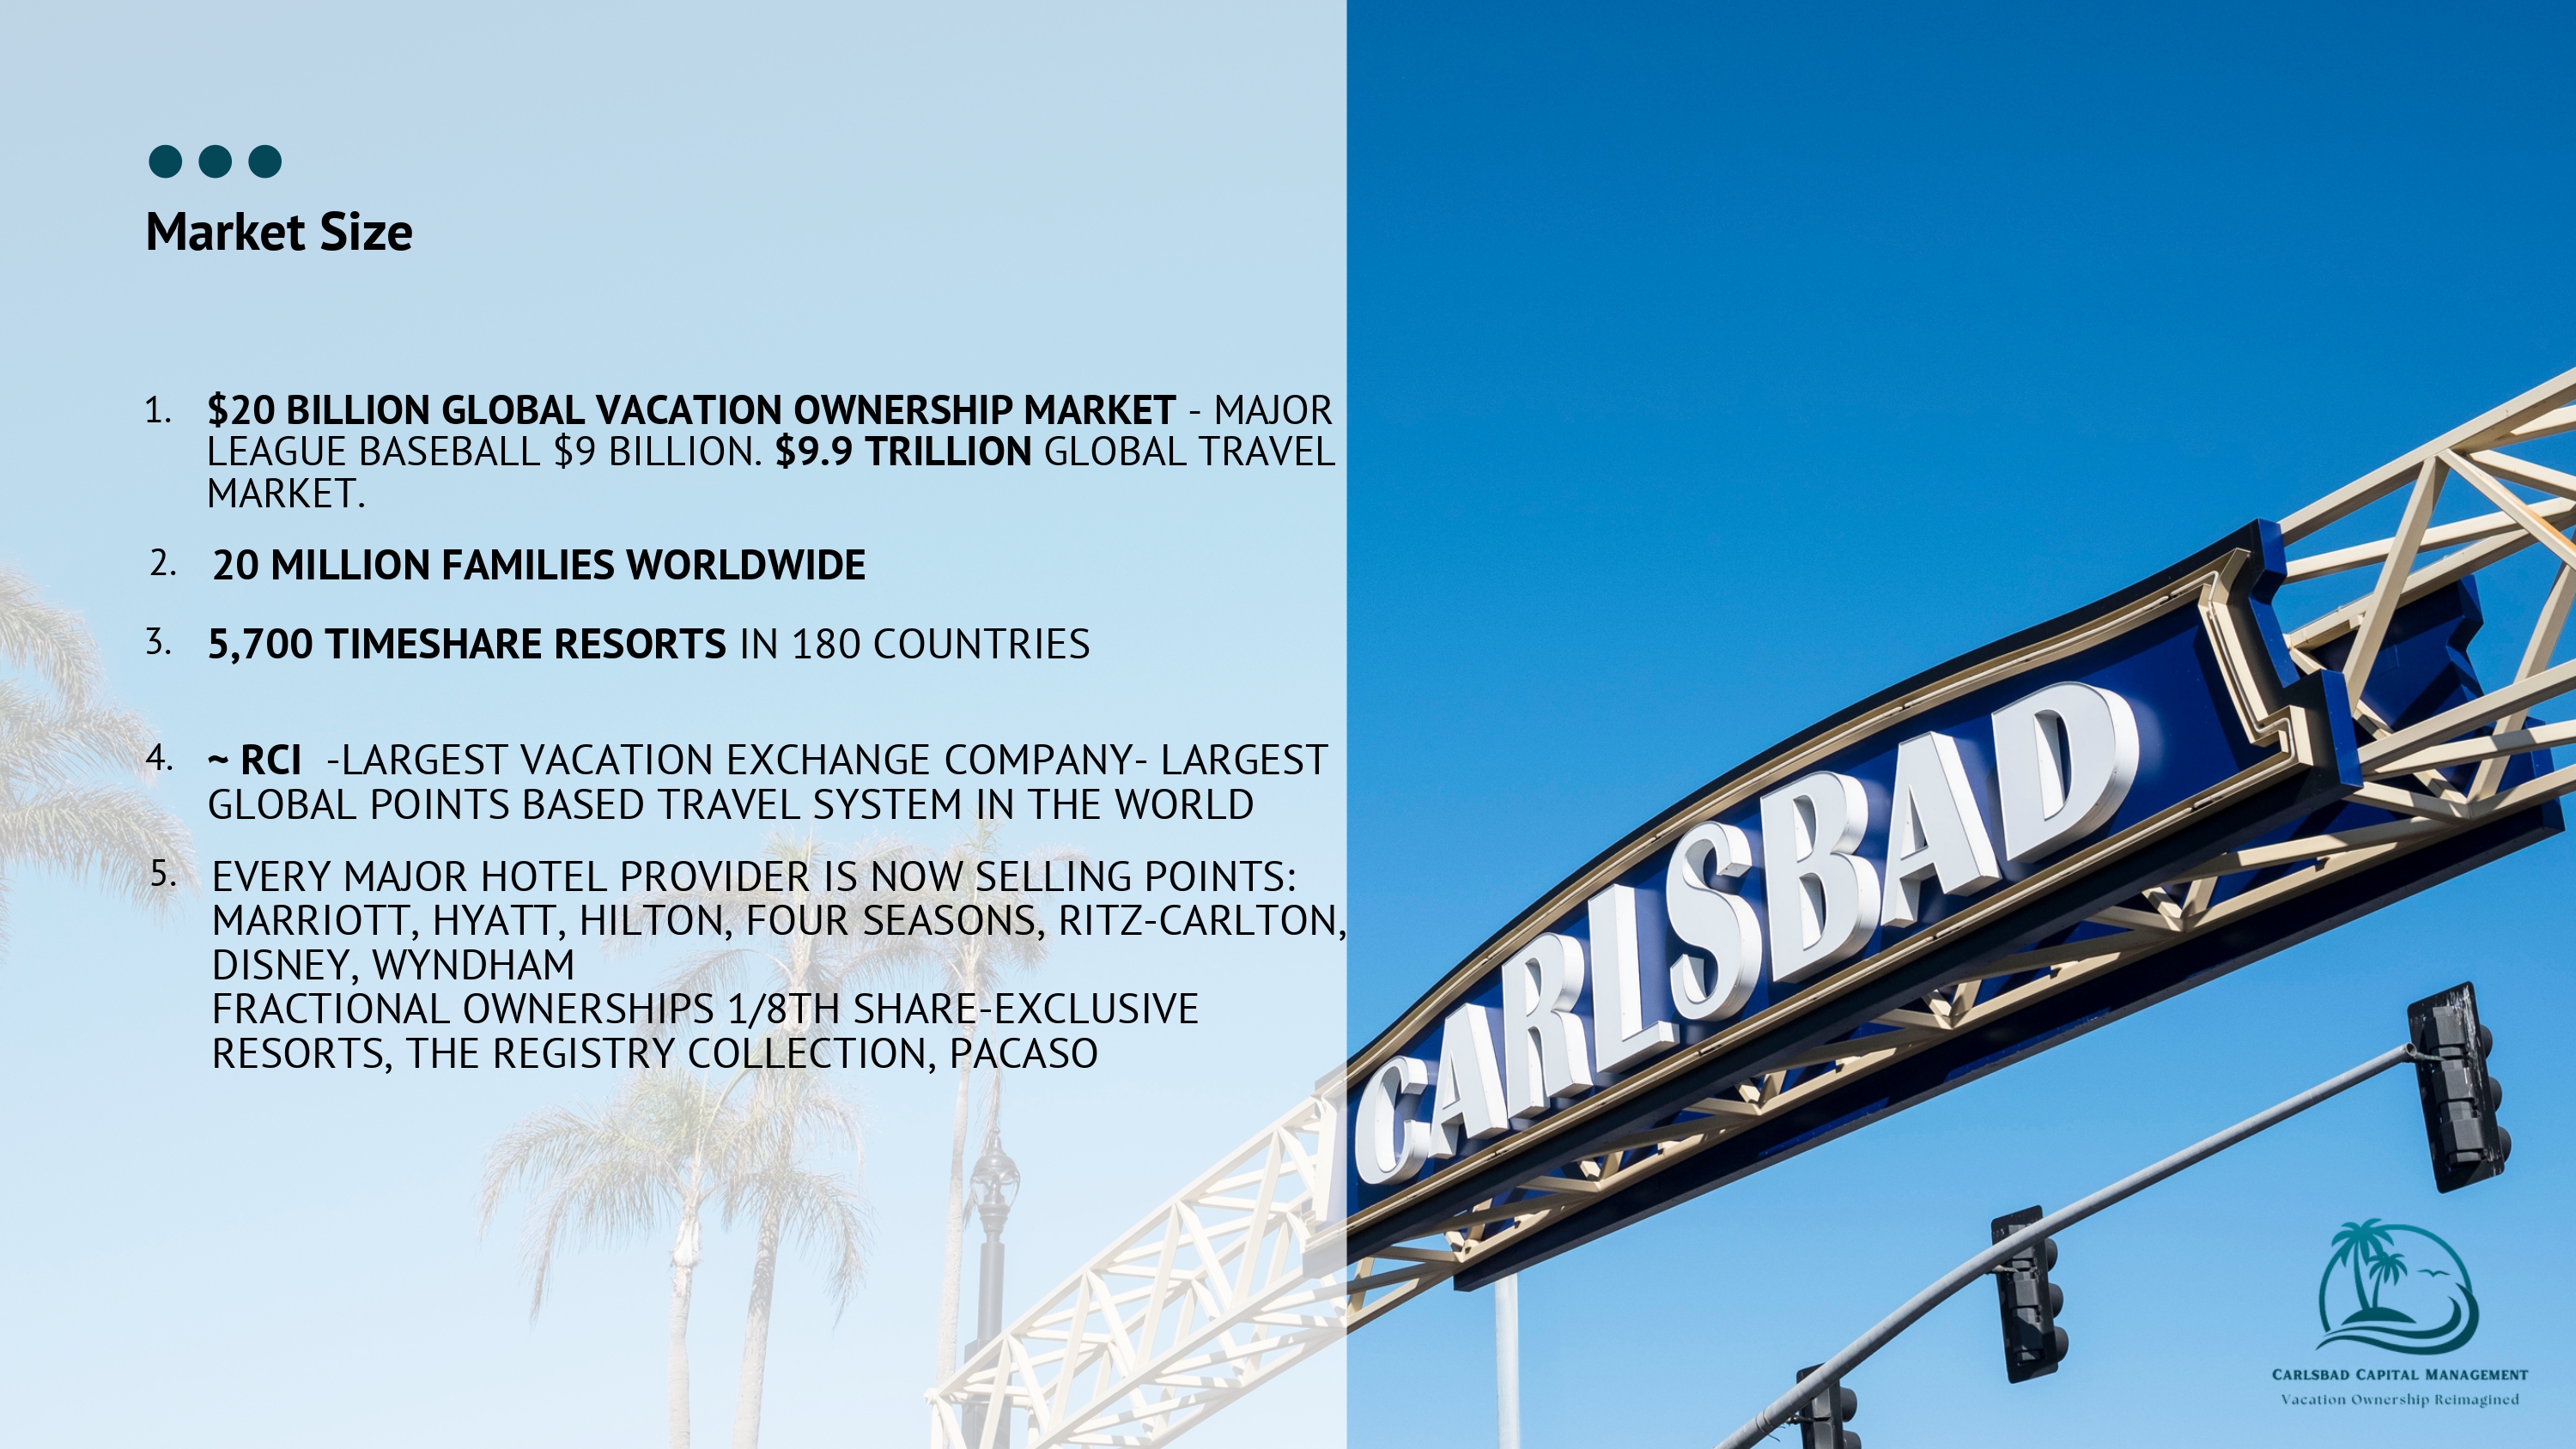 Market Size
1. $20 BILLION GLOBAL VACATION OWNERSHIP MARKET - MAJOR
LEAGUE BASEBALL $9 BILLION. $9.9 TRILLION GLOBAL TRAVEL
MARKET.
2. 20 MILLION FAMILIES WORLDWIDE
3. 5,700 TIMESHARE RESORTS IN 180 COUNTRIES
4. ~ RCI -LARGEST VACATION EXCHANGE COMPANY- LARGEST
GLOBAL POINTS BASED TRAVEL SYSTEM IN THE WORLD
5. EVERY MAJOR HOTEL PROVIDER IS NOW SELLING POINTS:
MARRIOTT, HYATT, HILTON, FOUR SEASONS, RITZ-CARLTON,
DISNEY, WYNDHAM
FRACTIONAL OWNERSHIPS 1/8TH SHARE-EXCLUSIVE
RESORTS, THE REGISTRY COLLECTION, PACASO
CARLSBAD
CARLSBAD CAPITAL MANAGEMENT
Vacation Ownership Reimagined